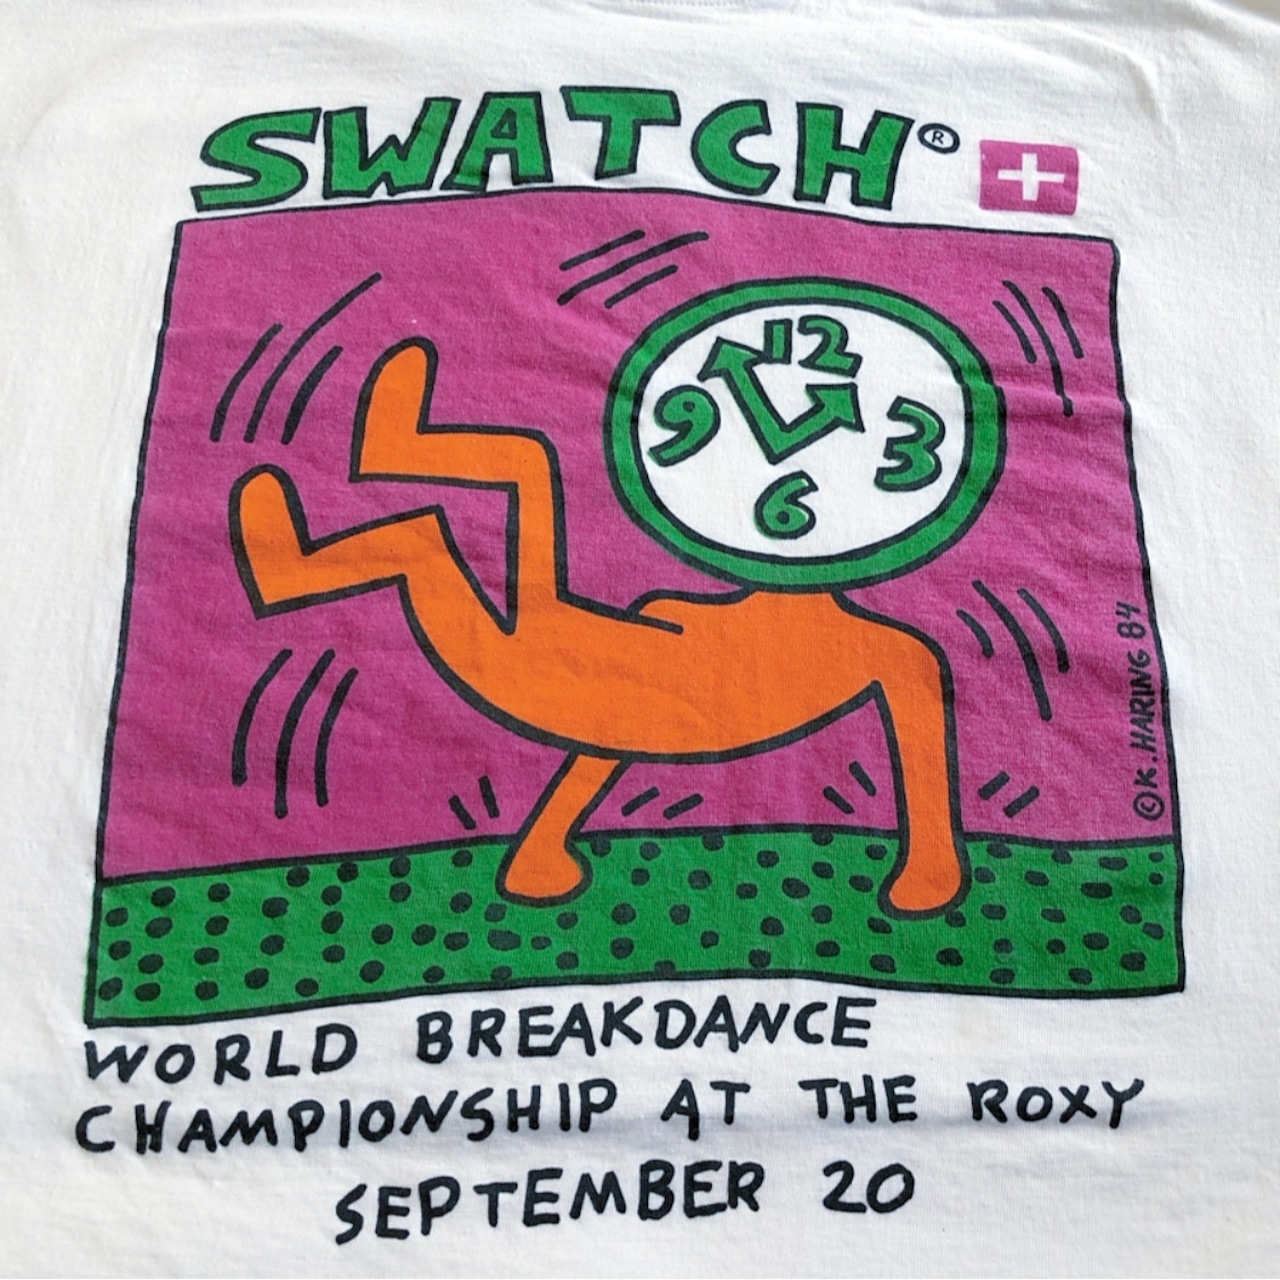 SWATCH®
12
9
3
6
© K. HARING 84
WORLD BREAKDANCE
CHAMPIONSHIP AT THE ROXY
SEPTEMBER 20